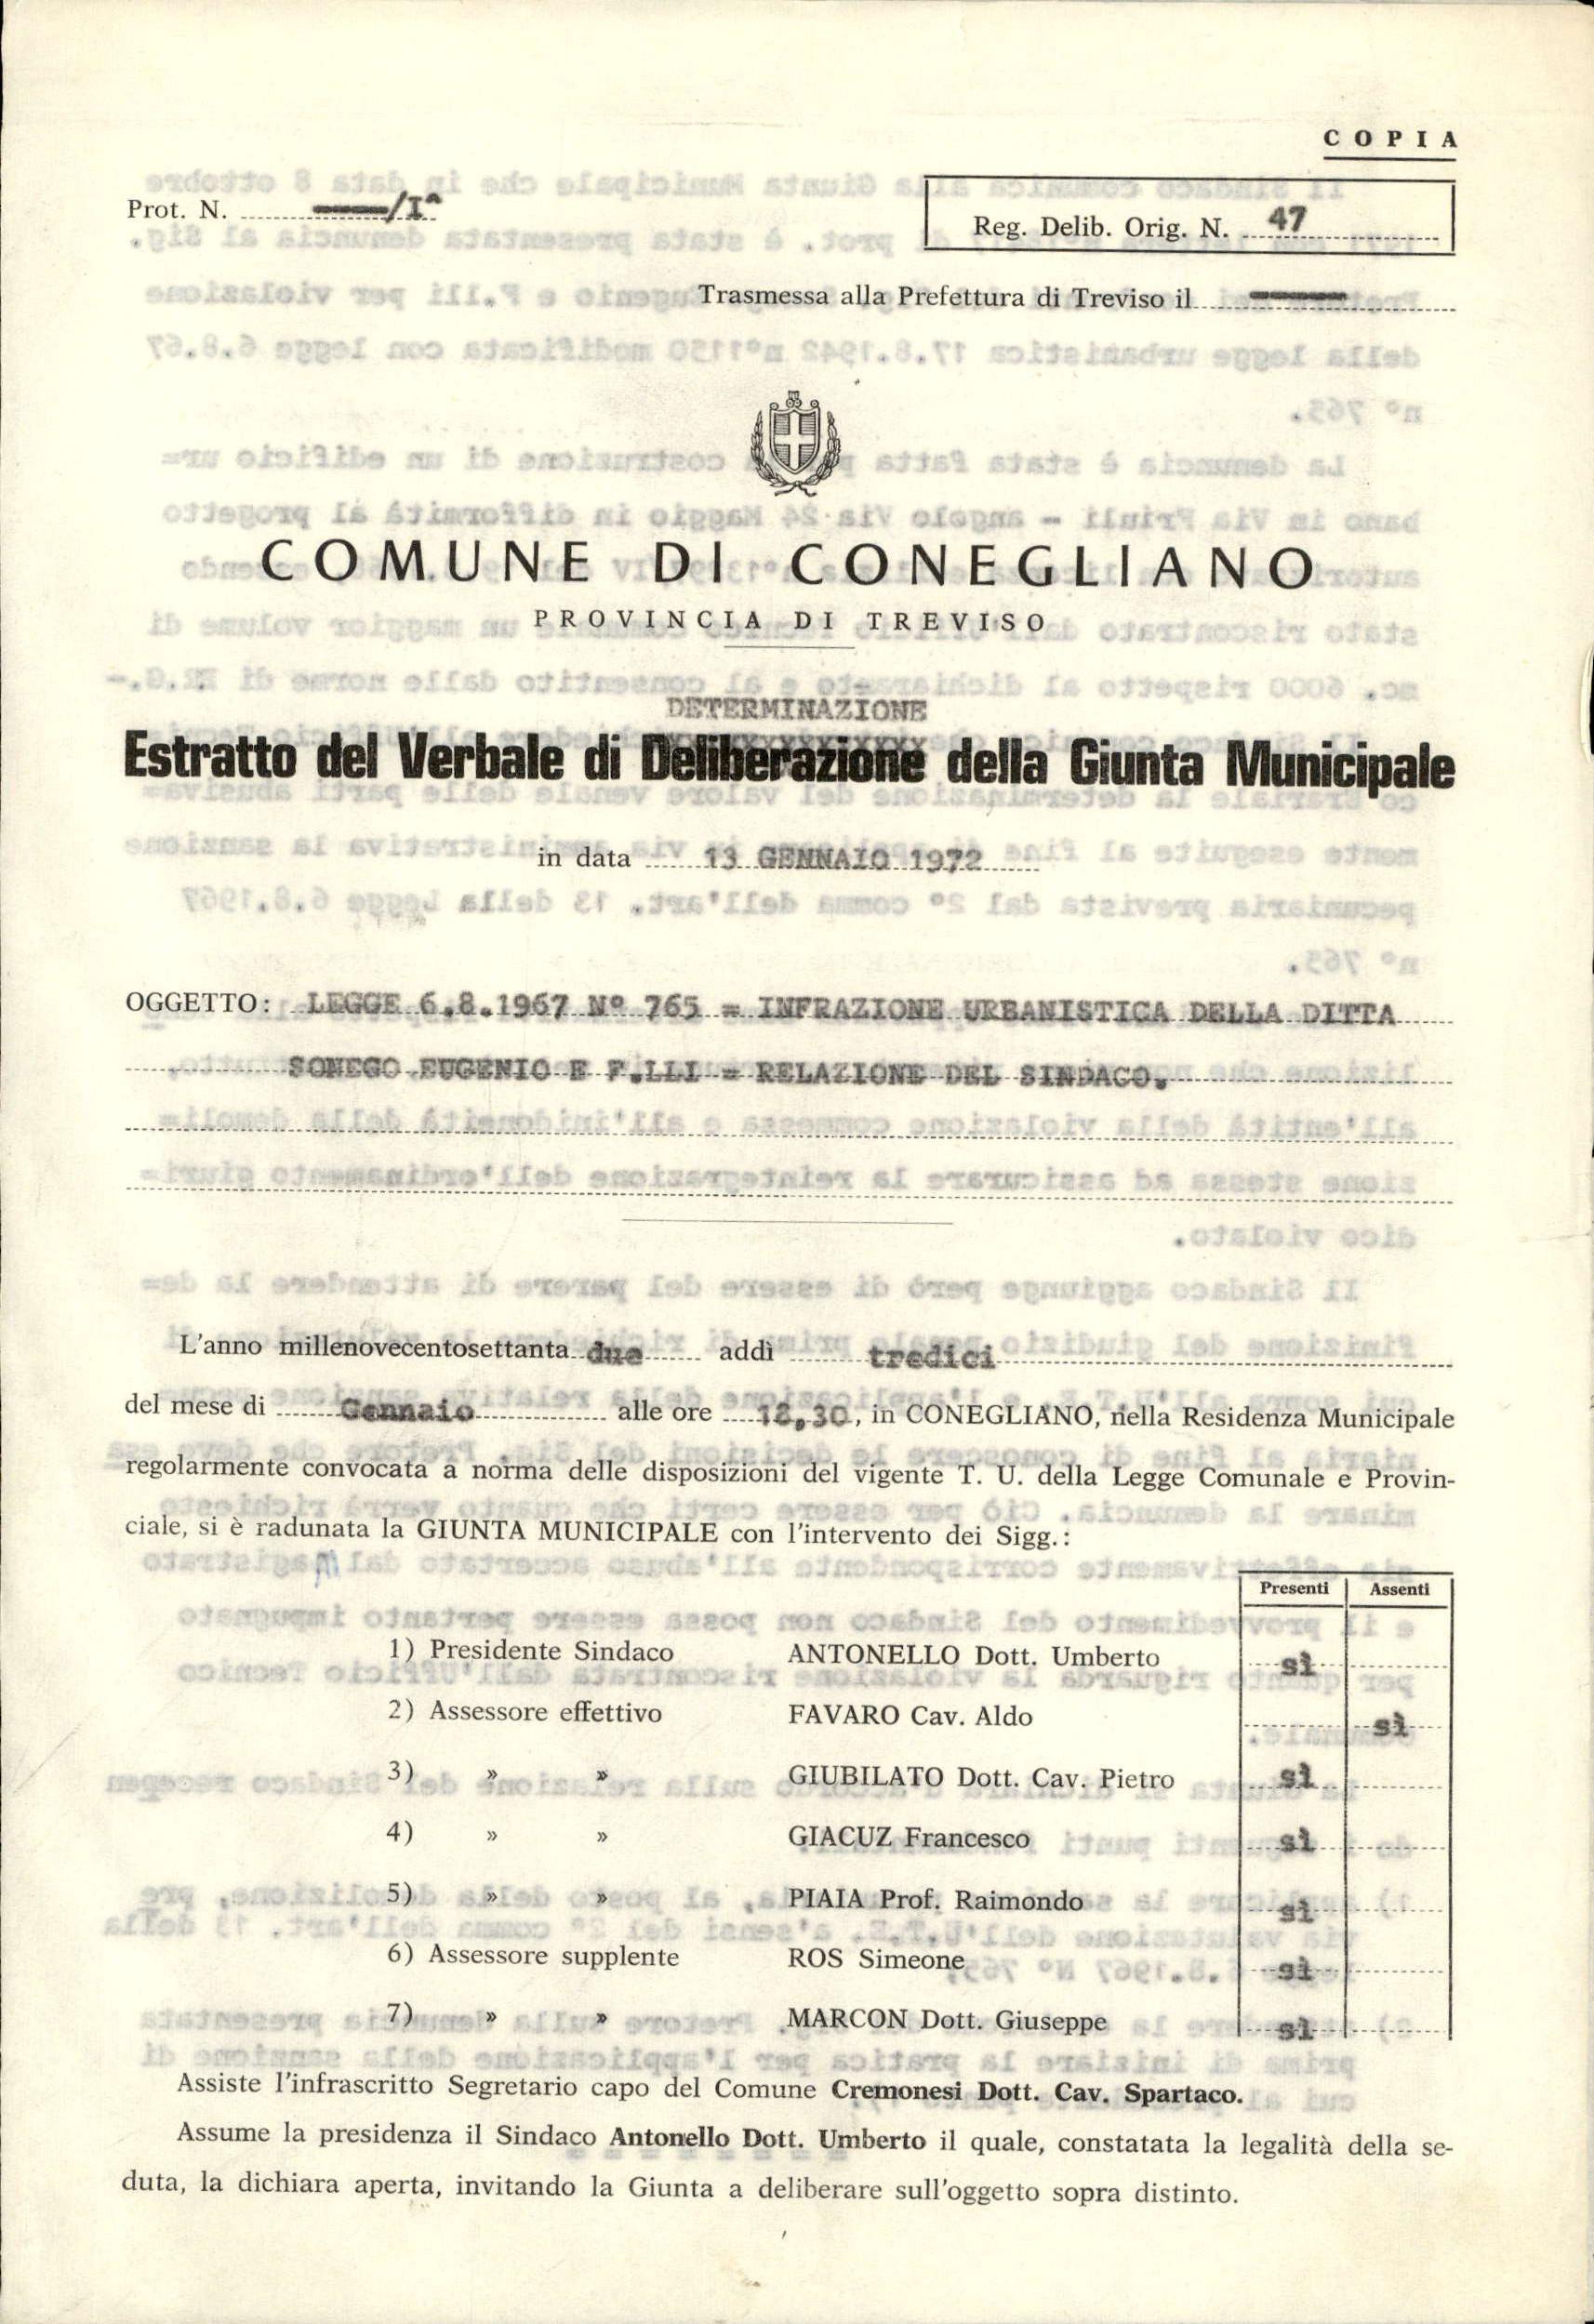 COPIA
Prot. N. ——/Iª
Reg. Delib. Orig. N. 47
Trasmessa alla Prefettura di Treviso il ——
COMUNE DI CONEGLIANO
PROVINCIA DI TREVISO
DETERMINAZIONE
Estratto del Verbale di Deliberazione della Giunta Municipale
in data 13 GENNAIO 1972
OGGETTO: LEGGE 6.8.1967 Nº 765 = INFRAZIONE URBANISTICA DELLA DITTA
SONEGO EUGENIO E F.LLI = RELAZIONE DEL SINDACO.
L'anno millenovecentosettanta due addì tredici
del mese di Gennaio alle ore 18,30, in CONEGLIANO, nella Residenza Municipale
regolarmente convocata a norma delle disposizioni del vigente T. U. della Legge Comunale e Provin-
ciale, si è radunata la GIUNTA MUNICIPALE con l'intervento dei Sigg.:
Presenti Assenti
1) Presidente Sindaco ANTONELLO Dott. Umberto sì
2) Assessore effettivo FAVARO Cav. Aldo sì
3) » » GIUBILATO Dott. Cav. Pietro sì
4) » » GIACUZ Francesco sì
5) » » PIAIA Prof. Raimondo sì
6) Assessore supplente ROS Simeone sì
7) » » MARCON Dott. Giuseppe sì
Assiste l'infrascritto Segretario capo del Comune Cremonesi Dott. Cav. Spartaco.
Assume la presidenza il Sindaco Antonello Dott. Umberto il quale, constatata la legalità della se-
duta, la dichiara aperta, invitando la Giunta a deliberare sull'oggetto sopra distinto.